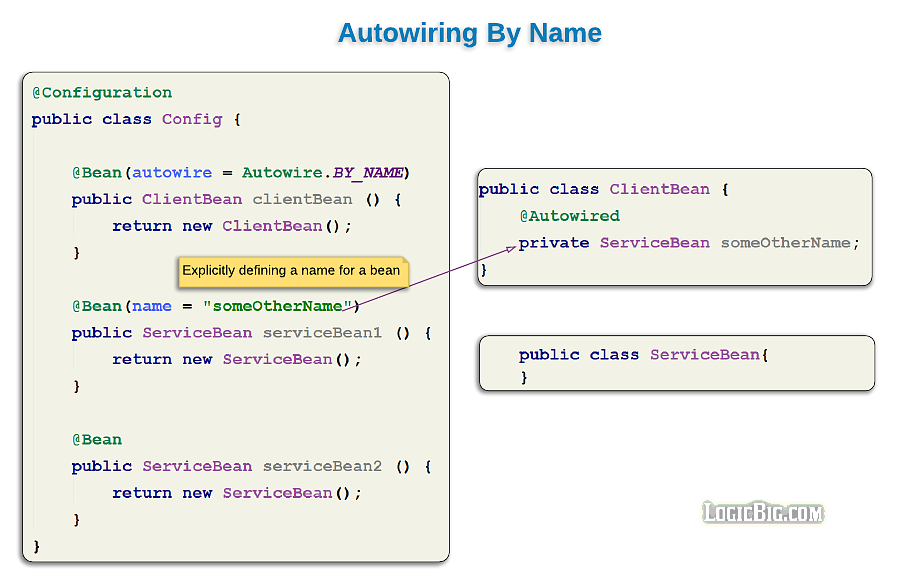 Autowiring By Name
@Configuration
public class Config {
@Bean(autowire = Autowire.BY_NAME)
public ClientBean clientBean () {
return new ClientBean();
}
Explicitly defining a name for a bean
@Bean(name = "someOtherName")
public ServiceBean serviceBean1 () {
return new ServiceBean();
}
@Bean
public ServiceBean serviceBean2 () {
return new ServiceBean();
}
}
public class ClientBean {
@Autowired
private ServiceBean someOtherName;
}
public class ServiceBean{
}
LogicBig.com